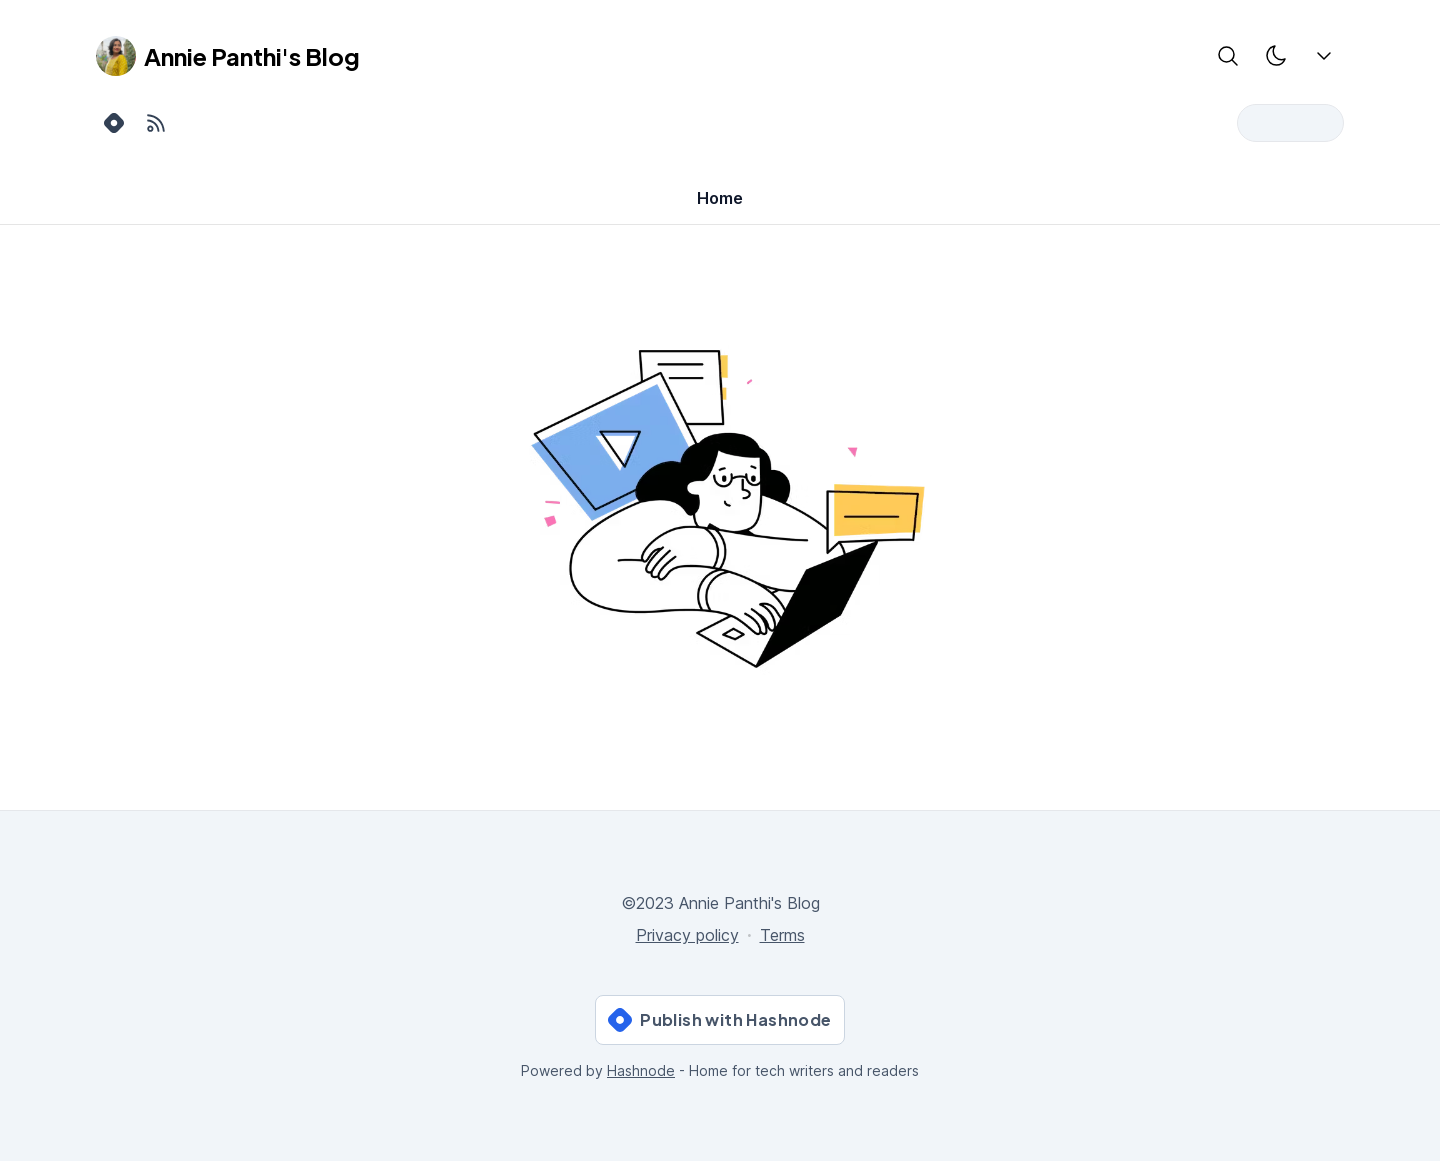 Annie Panthi's Blog
Home
©2023 Annie Panthi's Blog
Privacy policy · Terms
Publish with Hashnode
Powered by Hashnode - Home for tech writers and readers